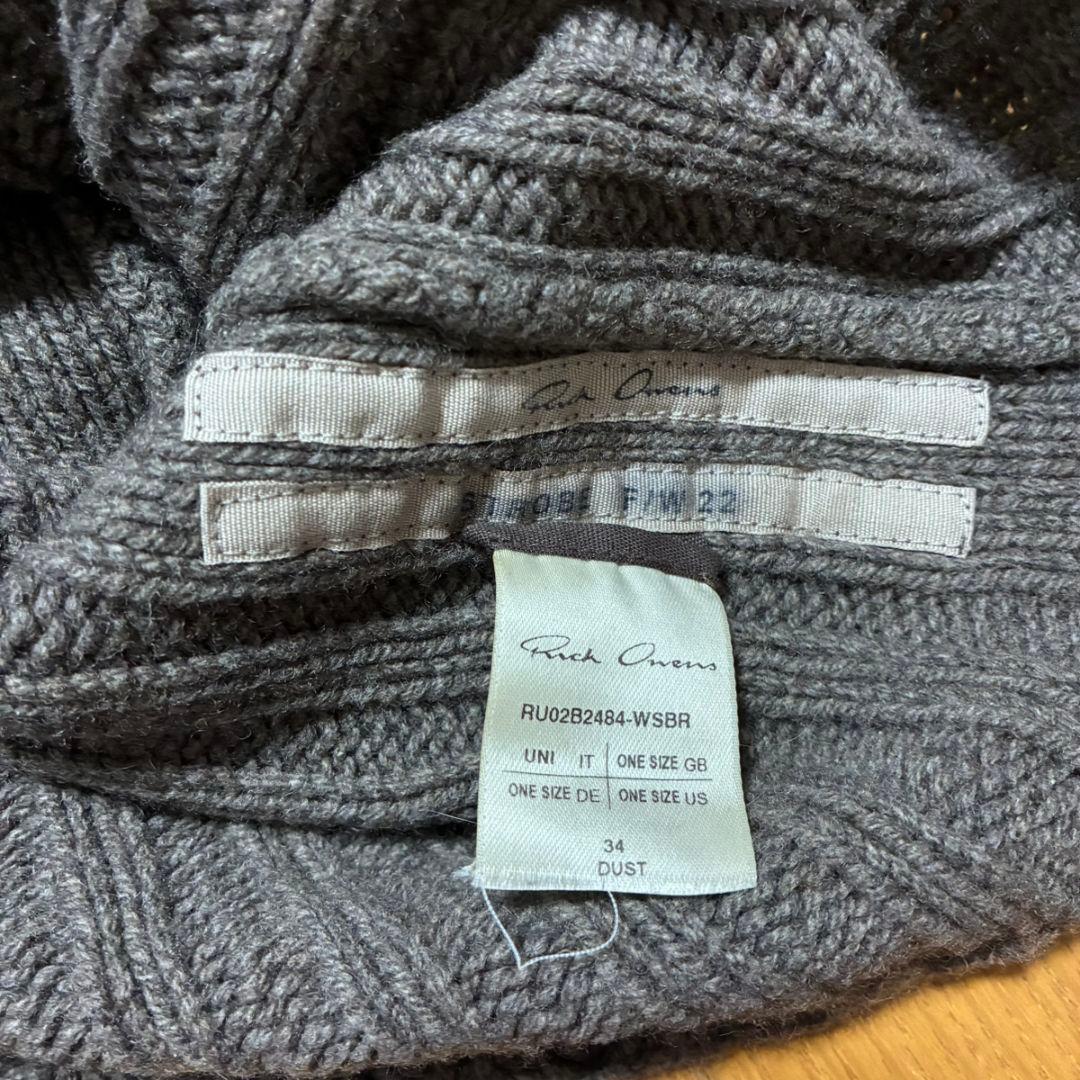 Rick Owens
STROBE F/W 22
Rick Owens
RU02B2484-WSBR
UNI IT ONE SIZE GB
ONE SIZE DE ONE SIZE US
34
DUST